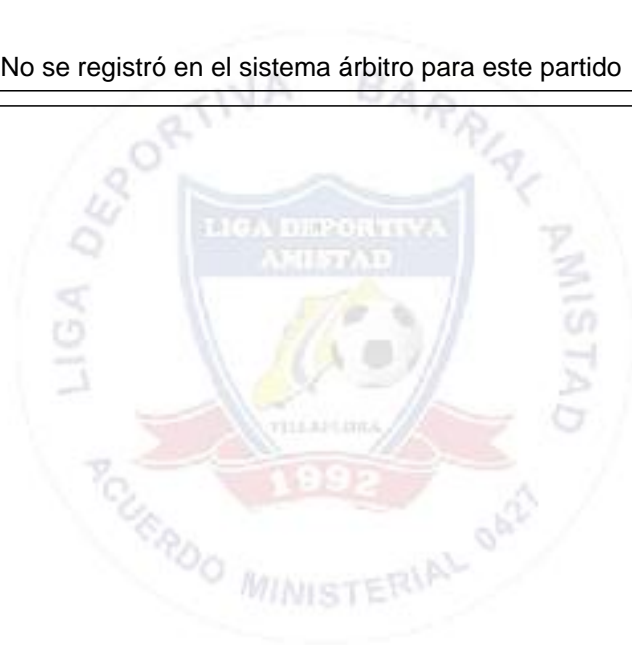 No se registró en el sistema árbitro para este partido
LIGA DEPORTIVA BARRIAL AMISTAD
LIGA DEPORTIVA
AMISTAD
VILLAFLORA
1992
ACUERDO MINISTERIAL 0427